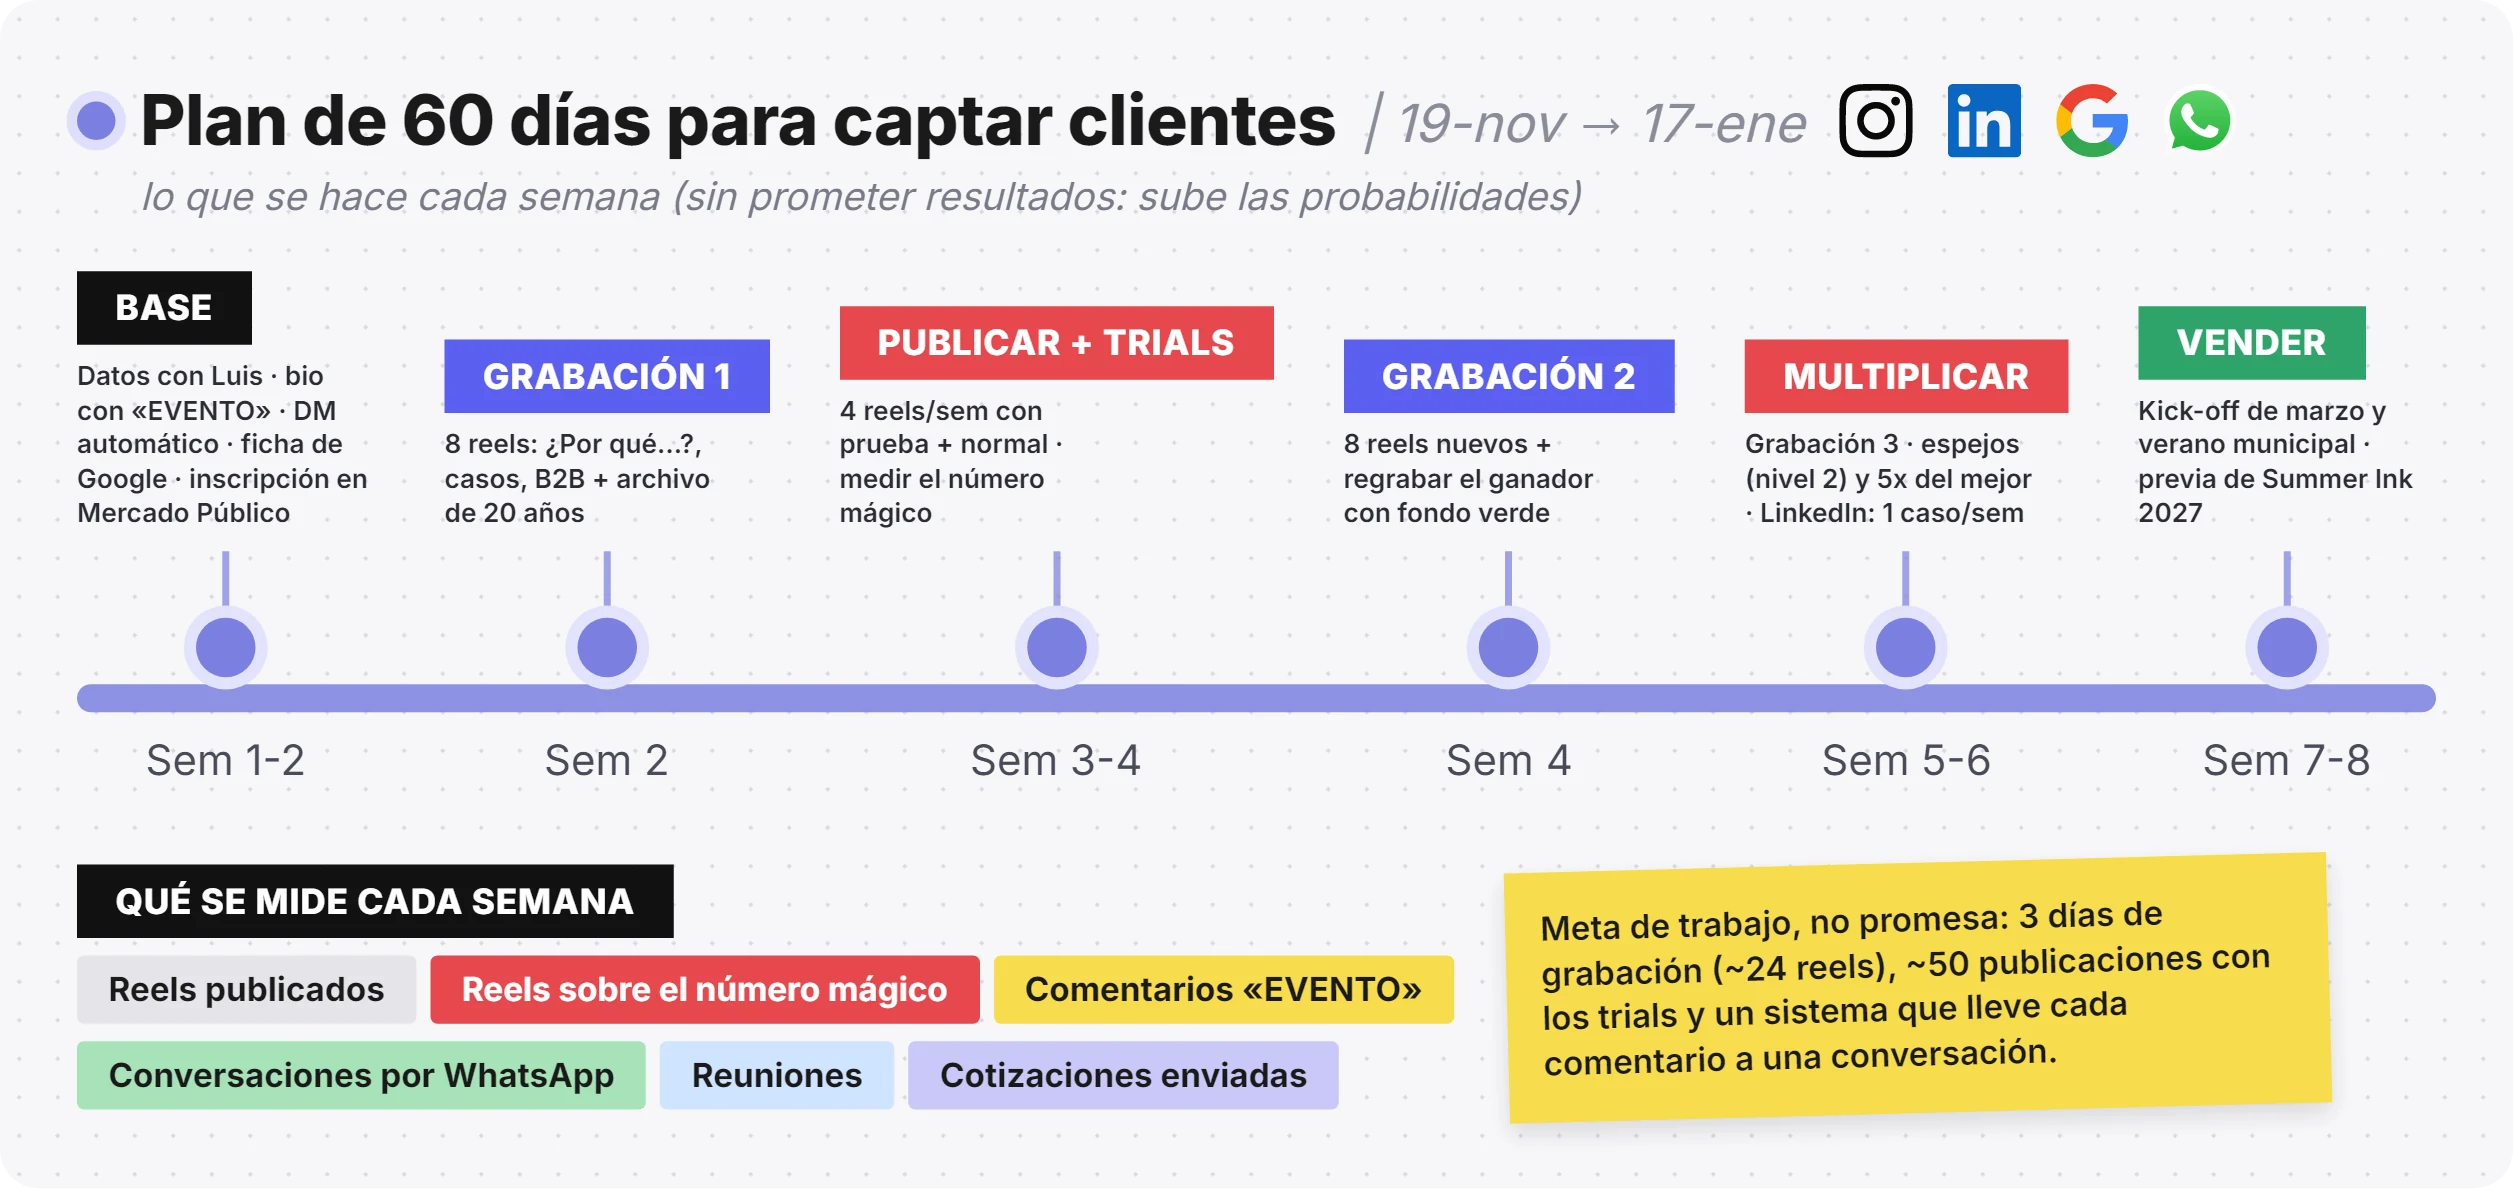 Plan de 60 días para captar clientes | 19-nov → 17-ene
lo que se hace cada semana (sin prometer resultados: sube las probabilidades)
BASE
Datos con Luis · bio
con «EVENTO» · DM
automático · ficha de
Google · inscripción en
Mercado Público
GRABACIÓN 1
8 reels: ¿Por qué...?,
casos, B2B + archivo
de 20 años
PUBLICAR + TRIALS
4 reels/sem con
prueba + normal ·
medir el número
mágico
GRABACIÓN 2
8 reels nuevos +
regrabar el ganador
con fondo verde
MULTIPLICAR
Grabación 3 · espejos
(nivel 2) y 5x del mejor
· LinkedIn: 1 caso/sem
VENDER
Kick-off de marzo y
verano municipal ·
previa de Summer Ink
2027
Sem 1-2
Sem 2
Sem 3-4
Sem 4
Sem 5-6
Sem 7-8
QUÉ SE MIDE CADA SEMANA
Reels publicados
Reels sobre el número mágico
Comentarios «EVENTO»
Conversaciones por WhatsApp
Reuniones
Cotizaciones enviadas
Meta de trabajo, no promesa: 3 días de
grabación (~24 reels), ~50 publicaciones con
los trials y un sistema que lleve cada
comentario a una conversación.